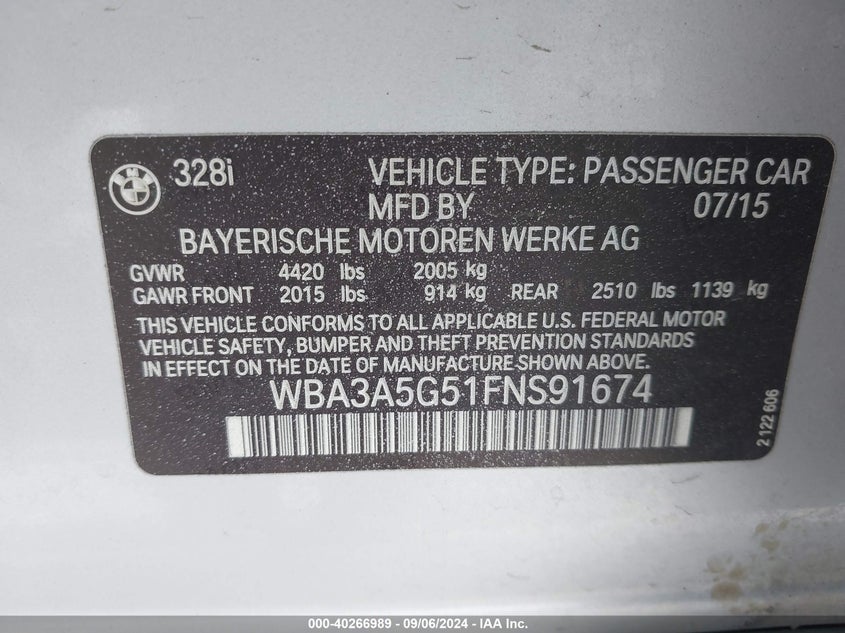 BMW 328i VEHICLE TYPE: PASSENGER CAR
MFD BY 07/15
BAYERISCHE MOTOREN WERKE AG
GVWR 4420 lbs 2005 kg
GAWR FRONT 2015 lbs 914 kg REAR 2510 lbs 1139 kg
THIS VEHICLE CONFORMS TO ALL APPLICABLE U.S. FEDERAL MOTOR
VEHICLE SAFETY, BUMPER AND THEFT PREVENTION STANDARDS
IN EFFECT ON THE DATE OF MANUFACTURE SHOWN ABOVE.
WBA3A5G51FNS91674
2 122 606
000-40266989 - 09/06/2024 - IAA Inc.